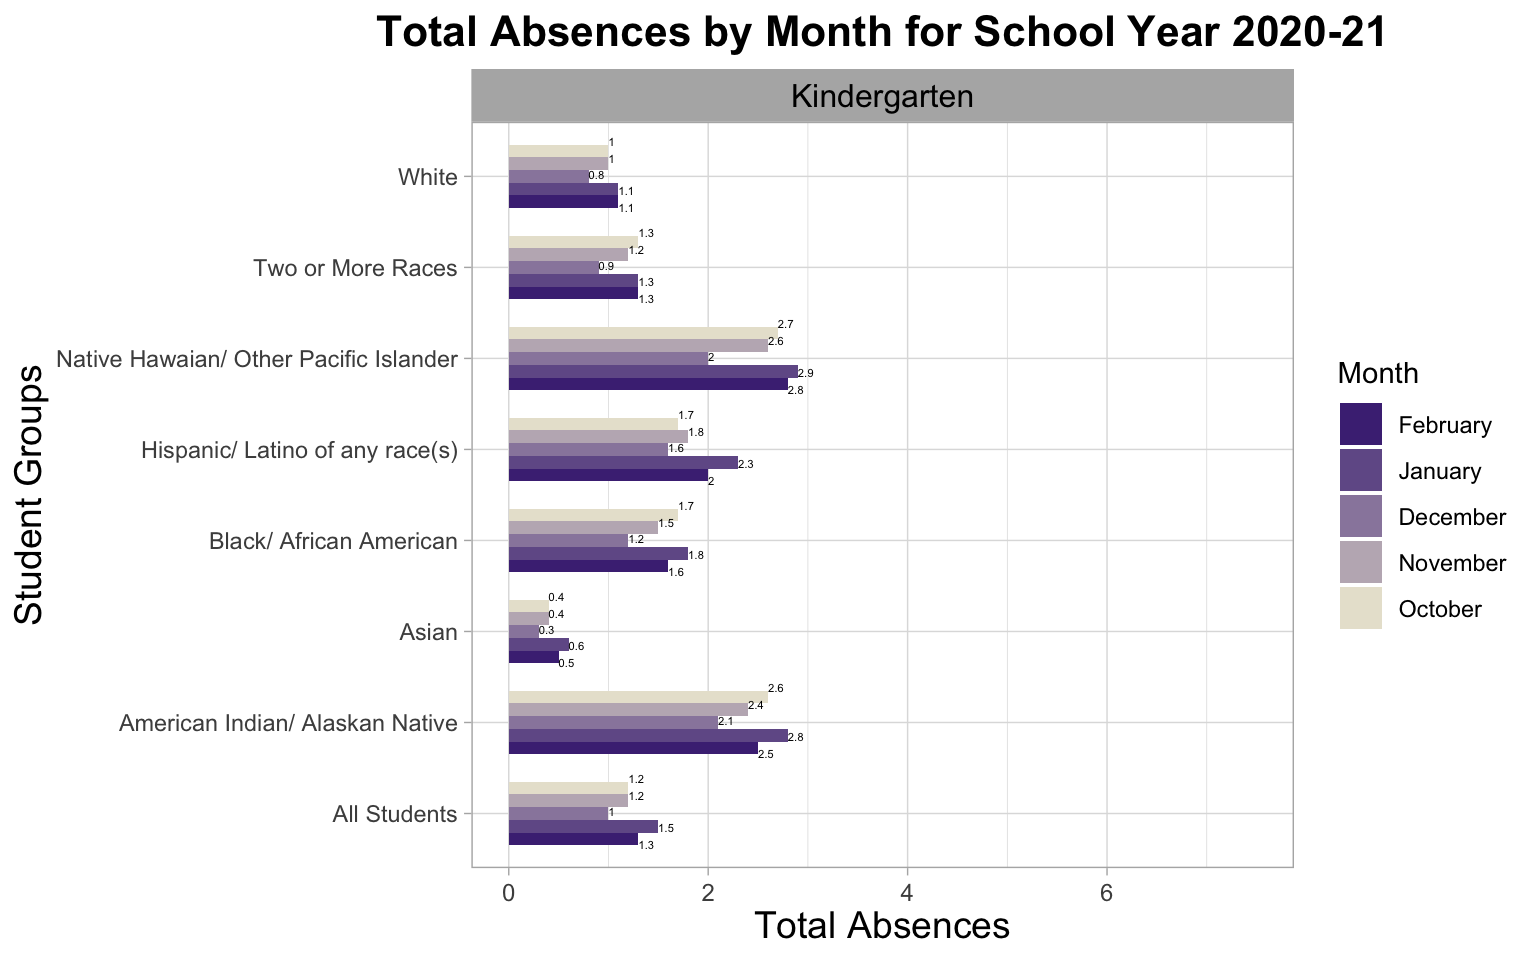 Total Absences by Month for School Year 2020-21
Kindergarten
Student Groups
White
1
1
0.8
1.1
1.1
Two or More Races
1.3
1.2
0.9
1.3
1.3
Native Hawaian/ Other Pacific Islander
2.7
2.6
2
2.9
2.8
Hispanic/ Latino of any race(s)
1.7
1.8
1.6
2.3
2
Black/ African American
1.7
1.5
1.2
1.8
1.6
Asian
0.4
0.4
0.3
0.6
0.5
American Indian/ Alaskan Native
2.6
2.4
2.1
2.8
2.5
All Students
1.2
1.2
1
1.5
1.3
0 2 4 6
Total Absences
Month
February
January
December
November
October